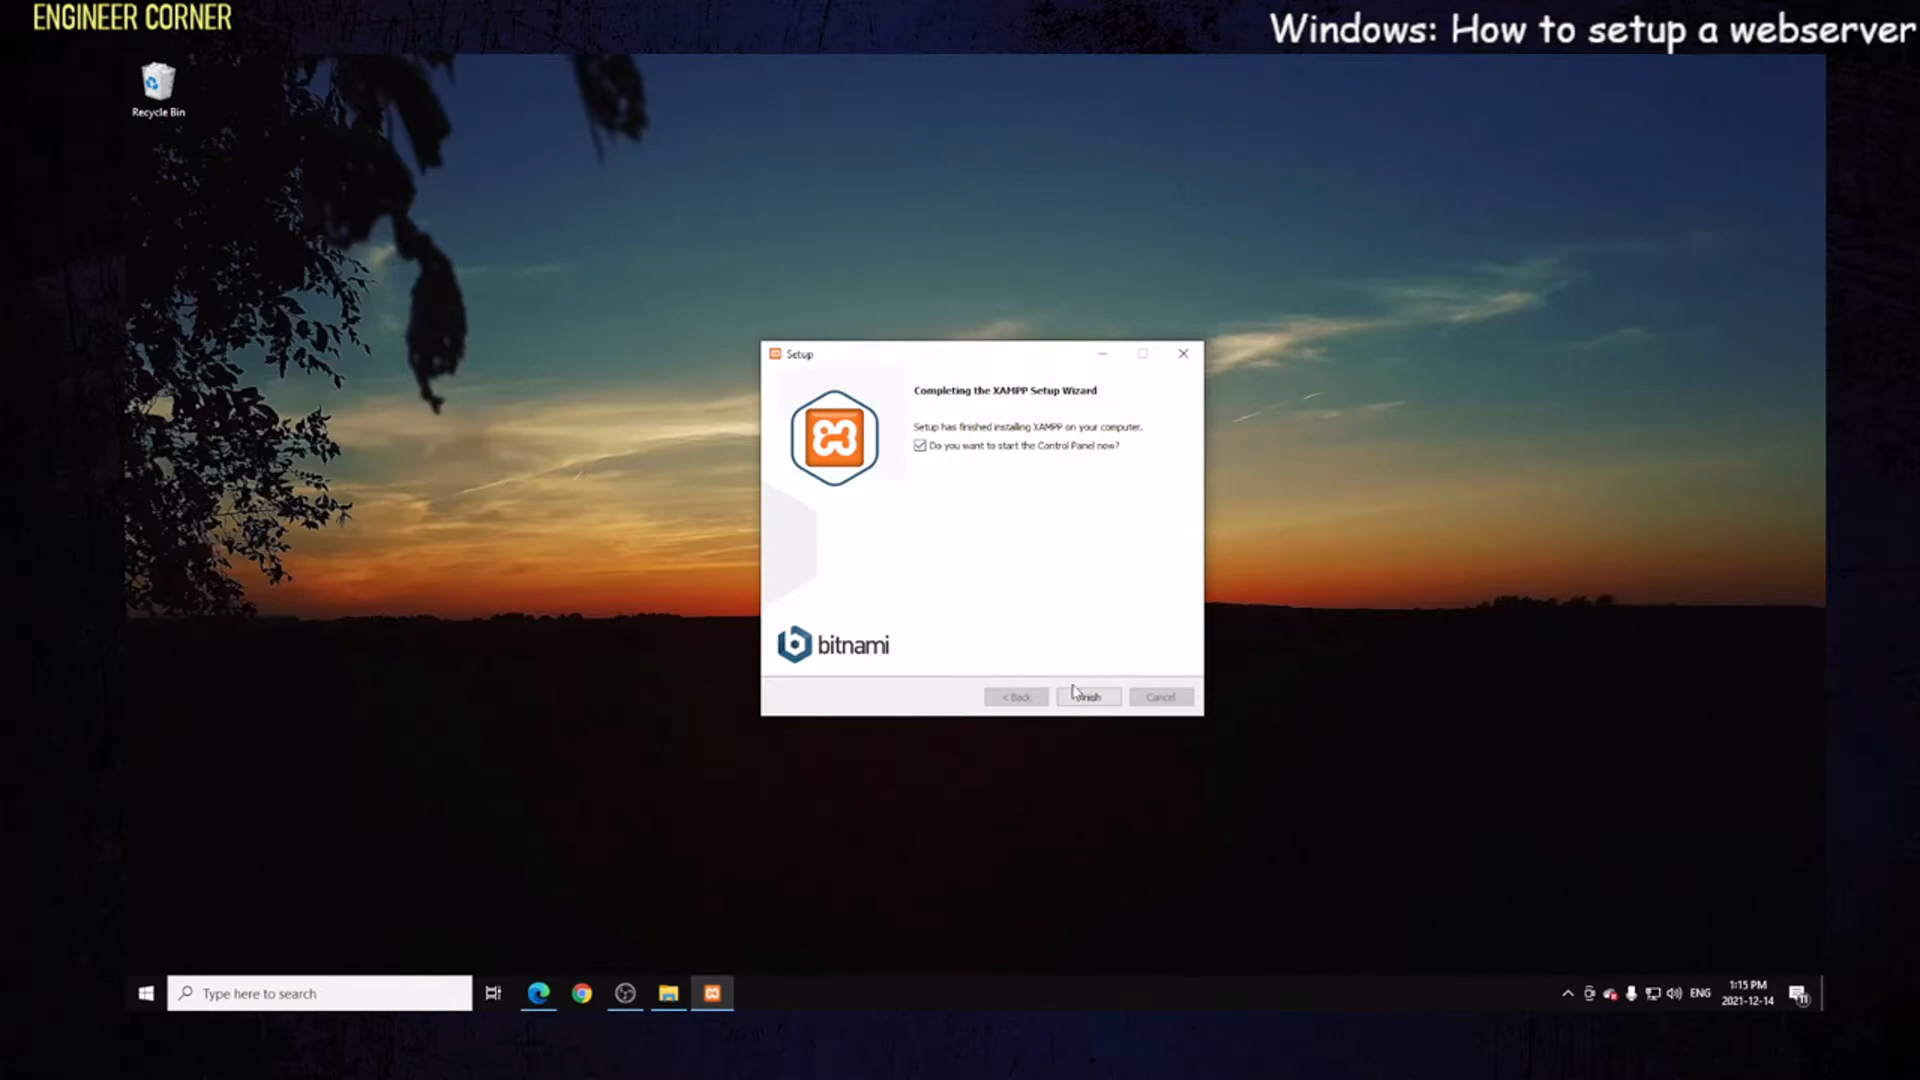 ENGINEER CORNER
Windows: How to setup a webserver
Recycle Bin
Setup
Completing the XAMPP Setup Wizard
Setup has finished installing XAMPP on your computer.
Do you want to start the Control Panel now?
bitnami
< Back
Finish
Cancel
Type here to search
ENG
1:15 PM
2021-12-14
11